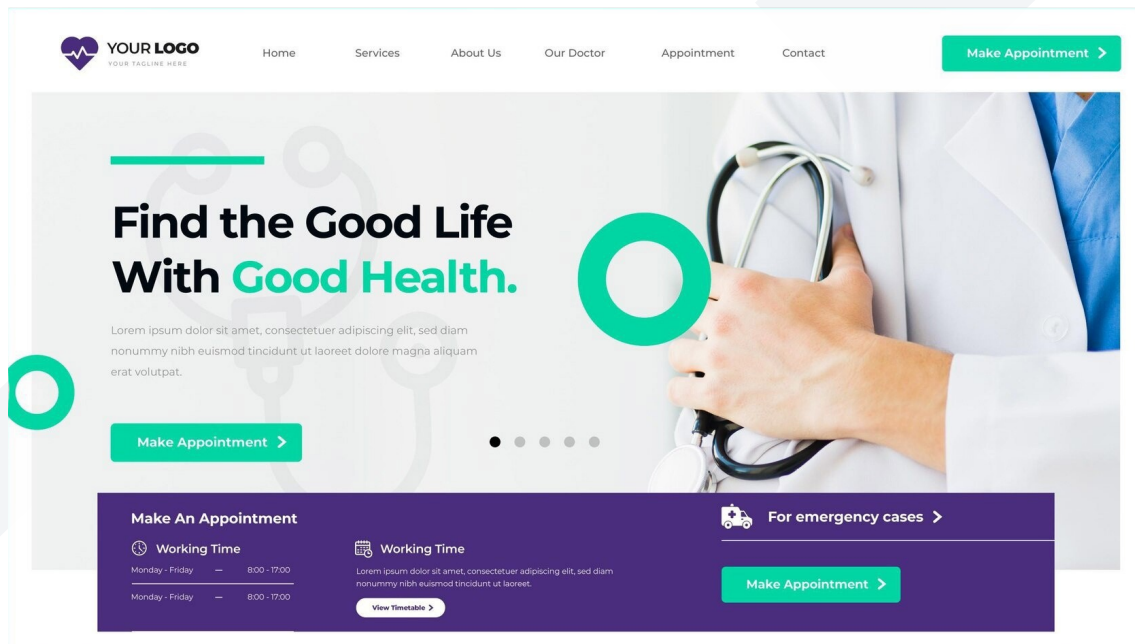 YOUR LOGO
YOUR TAGLINE HERE
Home
Services
About Us
Our Doctor
Appointment
Contact
Make Appointment
Find the Good Life
With Good Health.
Lorem ipsum dolor sit amet, consectetuer adipiscing elit, sed diam
nonummy nibh euismod tincidunt ut laoreet dolore magna aliquam
erat volutpat.
Make Appointment
Make An Appointment
Working Time
Monday - Friday — 8:00 - 17:00
Monday - Friday — 8:00 - 17:00
Working Time
Lorem ipsum dolor sit amet, consectetuer adipiscing elit, sed diam
nonummy nibh euismod tincidunt ut laoreet.
View Timetable
For emergency cases
Make Appointment